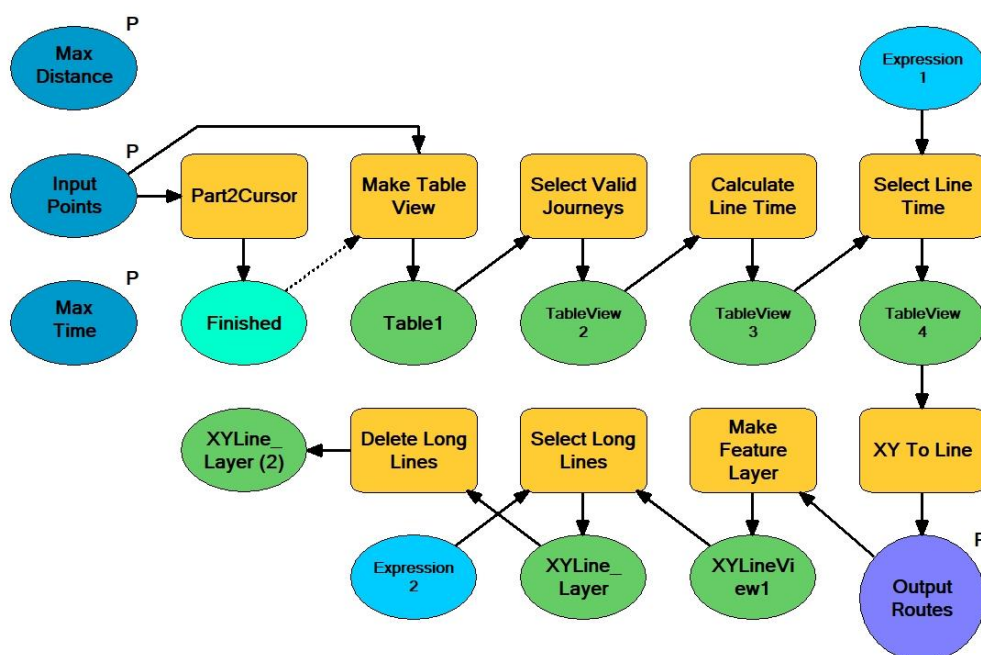 P
Max
Distance
Expression
1
P
Input
Points
Part2Cursor
Make Table
View
Select Valid
Journeys
Calculate
Line Time
Select Line
Time
P
Max
Time
Finished
Table1
TableView
2
TableView
3
TableView
4
XYLine_
Layer (2)
Delete Long
Lines
Select Long
Lines
Make
Feature
Layer
XY To Line
Expression
2
XYLine_
Layer
XYLineVi
ew1
P
Output
Routes